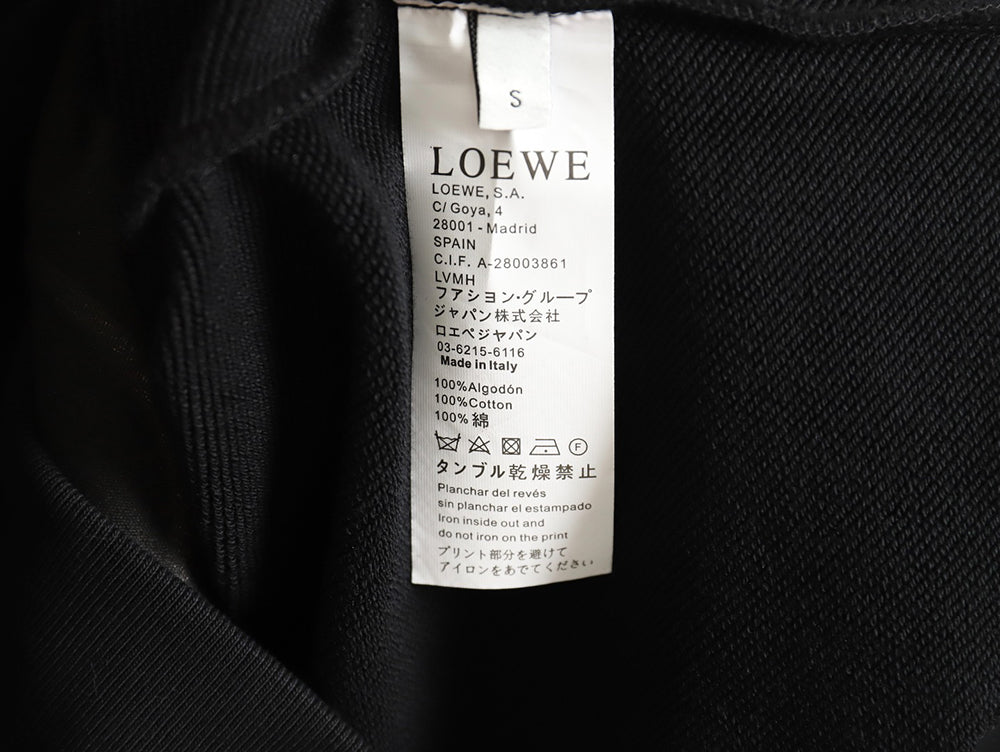 S
LOEWE
LOEWE, S.A.
C/ Goya, 4
28001 - Madrid
SPAIN
C.I.F. A-28003861
LVMH
フアション・グループ
ジャパン株式会社
ロエベジャパン
03-6215-6116
Made in Italy
100%Algodón
100%Cotton
100% 綿
F
タンブル乾燥禁止
Planchar del revés
sin planchar el estampado
Iron inside out and
do not iron on the print
プリント部分を避けて
アイロンをあててください